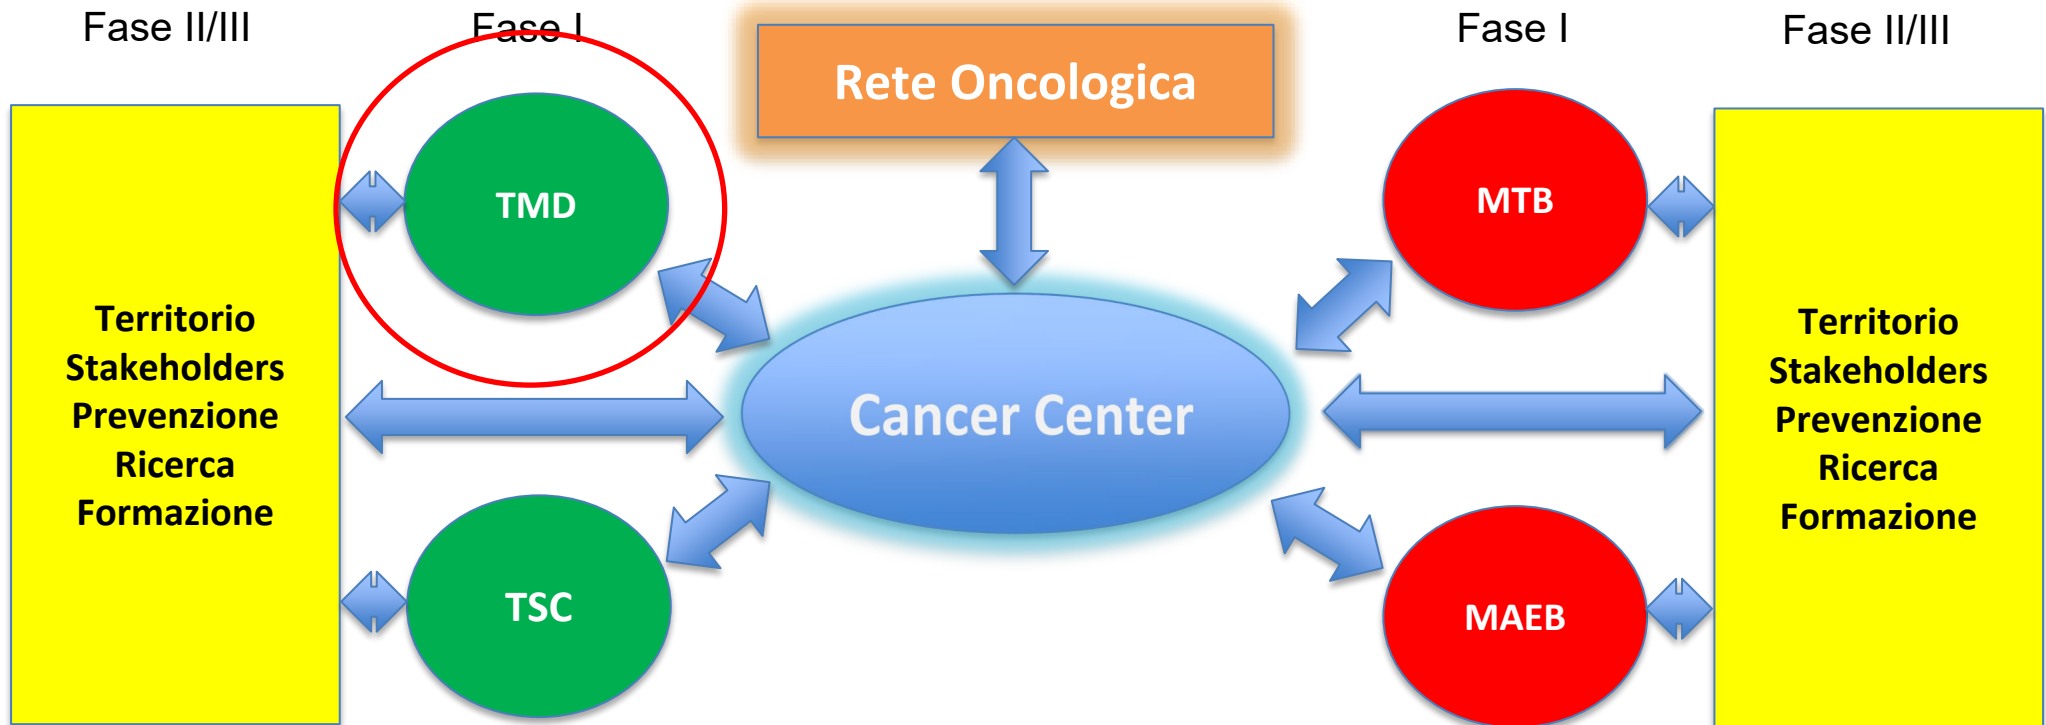 Fase II/III
Fase I
Rete Oncologica
Fase I
Fase II/III
TMD
MTB
Territorio
Stakeholders
Prevenzione
Ricerca
Formazione
Cancer Center
Territorio
Stakeholders
Prevenzione
Ricerca
Formazione
TSC
MAEB